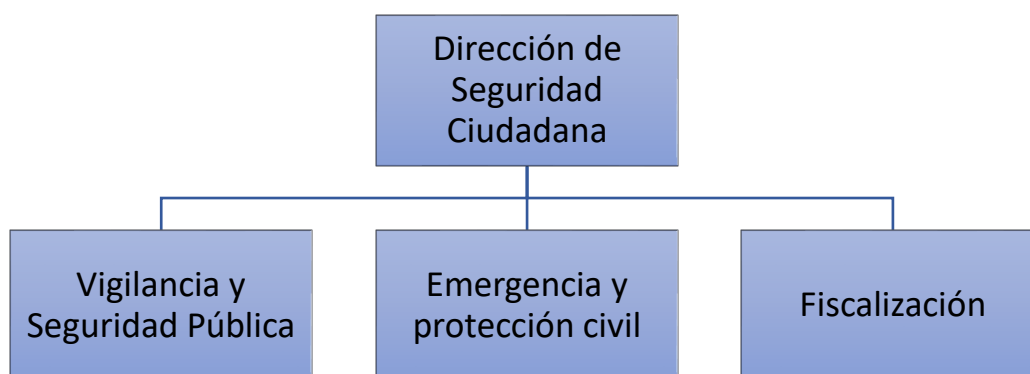 Dirección de
Seguridad
Ciudadana
Vigilancia y
Seguridad Pública
Emergencia y
protección civil
Fiscalización